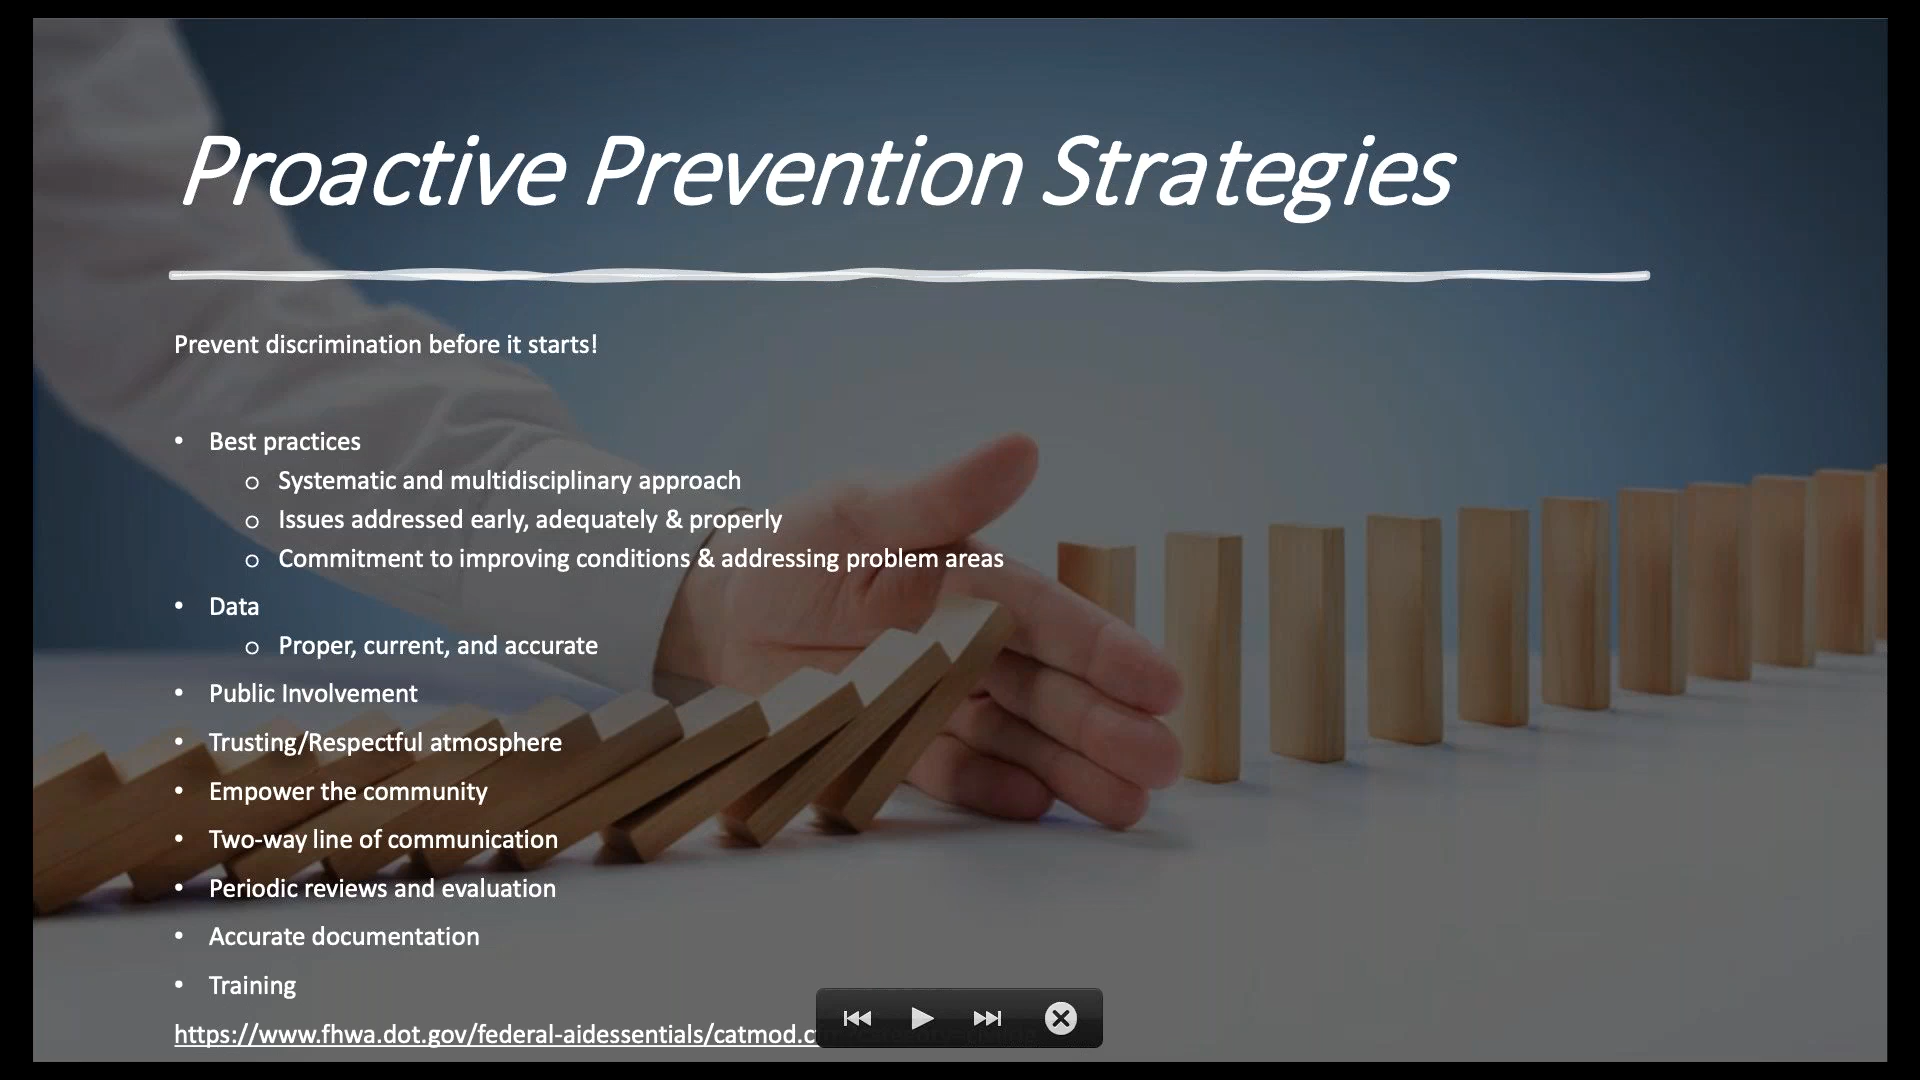 Proactive Prevention Strategies
Prevent discrimination before it starts!
• Best practices
o Systematic and multidisciplinary approach
o Issues addressed early, adequately & properly
o Commitment to improving conditions & addressing problem areas
• Data
o Proper, current, and accurate
• Public Involvement
• Trusting/Respectful atmosphere
• Empower the community
• Two-way line of communication
• Periodic reviews and evaluation
• Accurate documentation
• Training
https://www.fhwa.dot.gov/federal-aidessentials/catmod.c